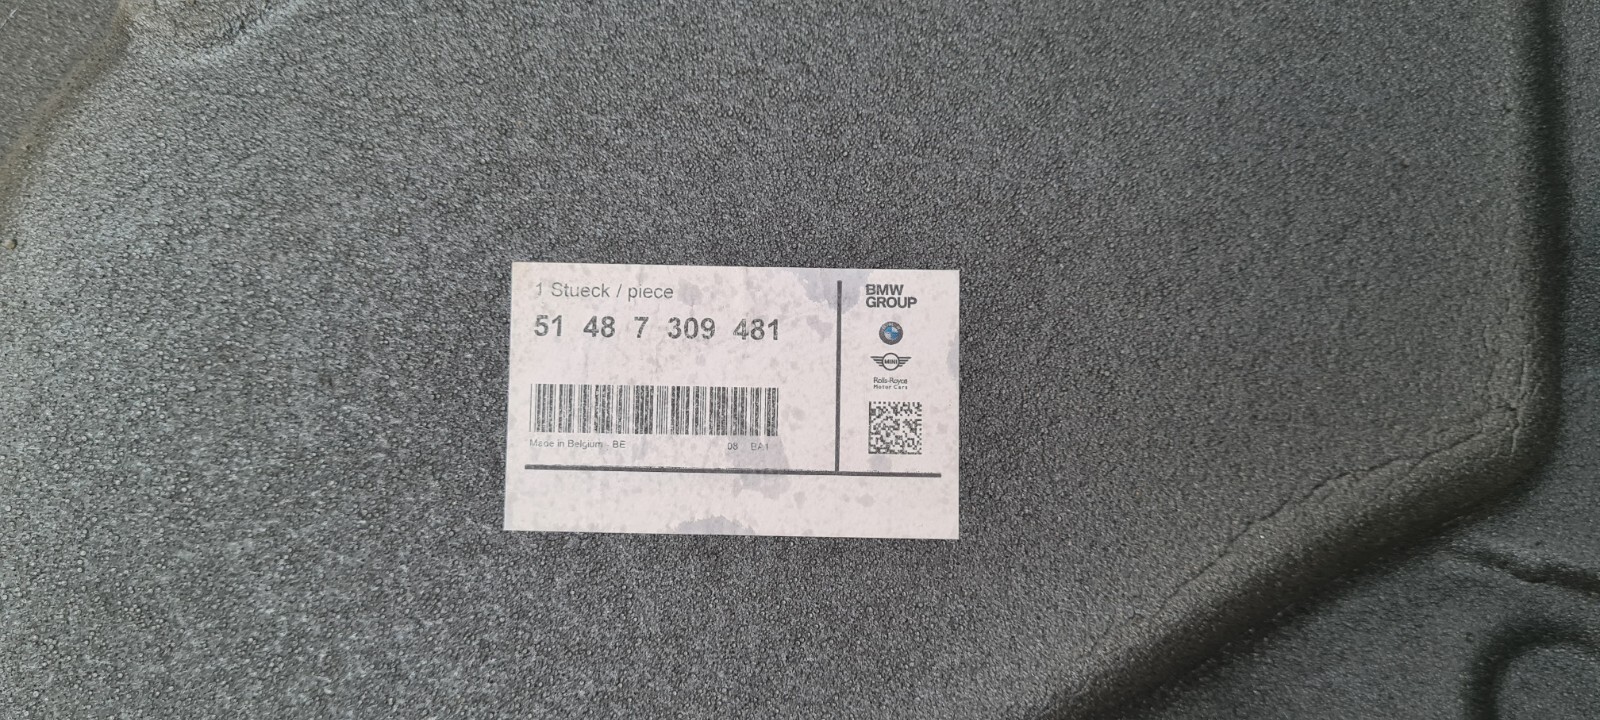 1 Stueck / piece
51 48 7 309 481
Made in Belgium - BE 08 BA1
BMW
GROUP
MINI
Rolls-Royce
Motor Cars